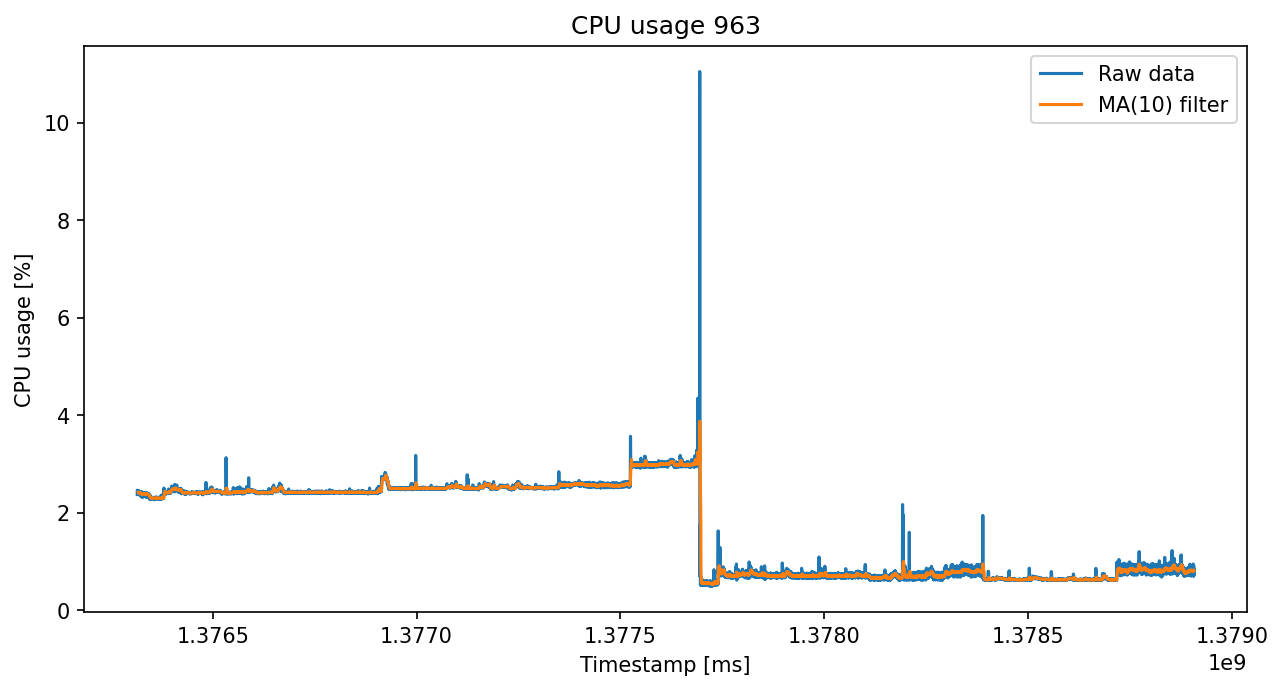 CPU usage 963
Raw data
MA(10) filter
CPU usage [%]
10
8
6
4
2
0
1.3765 1.3770 1.3775 1.3780 1.3785 1.3790
1e9
Timestamp [ms]